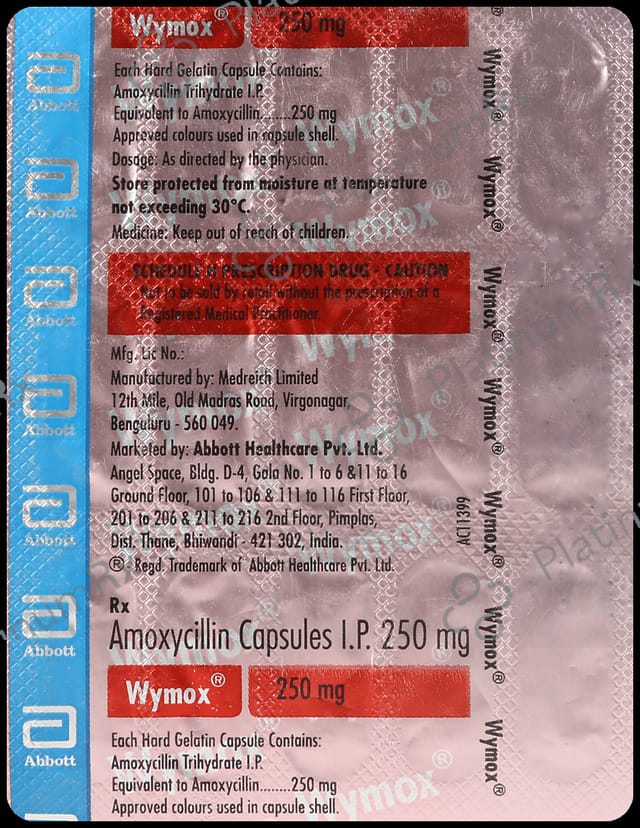 Wymox® 250 mg
Each Hard Gelatin Capsule Contains:
Amoxycillin Trihydrate I.P.
Equivalent to Amoxycillin........250 mg
Approved colours used in capsule shell.
Dosage: As directed by the physician.
Store protected from moisture at temperature
not exceeding 30°C.
Medicine: Keep out of reach of children.
SCHEDULE H PRESCRIPTION DRUG - CAUTION
Not to be sold by retail without the prescription of a
Registered Medical Practitioner.
Mfg. Lic No.:
Manufactured by: Medreich Limited
12th Mile, Old Madras Road, Virgonagar,
Bengaluru - 560 049.
Marketed by: Abbott Healthcare Pvt. Ltd.
Angel Space, Bldg. D-4, Gala No. 1 to 6 &11 to 16
Ground Floor, 101 to 106 & 111 to 116 First Floor,
201 to 206 & 211 to 216 2nd Floor, Pimplas,
Dist. Thane, Bhiwandi - 421 302, India.
® - Regd. Trademark of Abbott Healthcare Pvt. Ltd.
Rx
Amoxycillin Capsules I.P. 250 mg
Wymox® 250 mg
Each Hard Gelatin Capsule Contains:
Amoxycillin Trihydrate I.P.
Equivalent to Amoxycillin........250 mg
Approved colours used in capsule shell.
Abbott
Abbott
Abbott
Abbott
Abbott
Abbott
Abbott
ACI11399
Wymox®
Wymox®
Wymox®
Wymox®
Wymox®
Wymox®
Wymox®